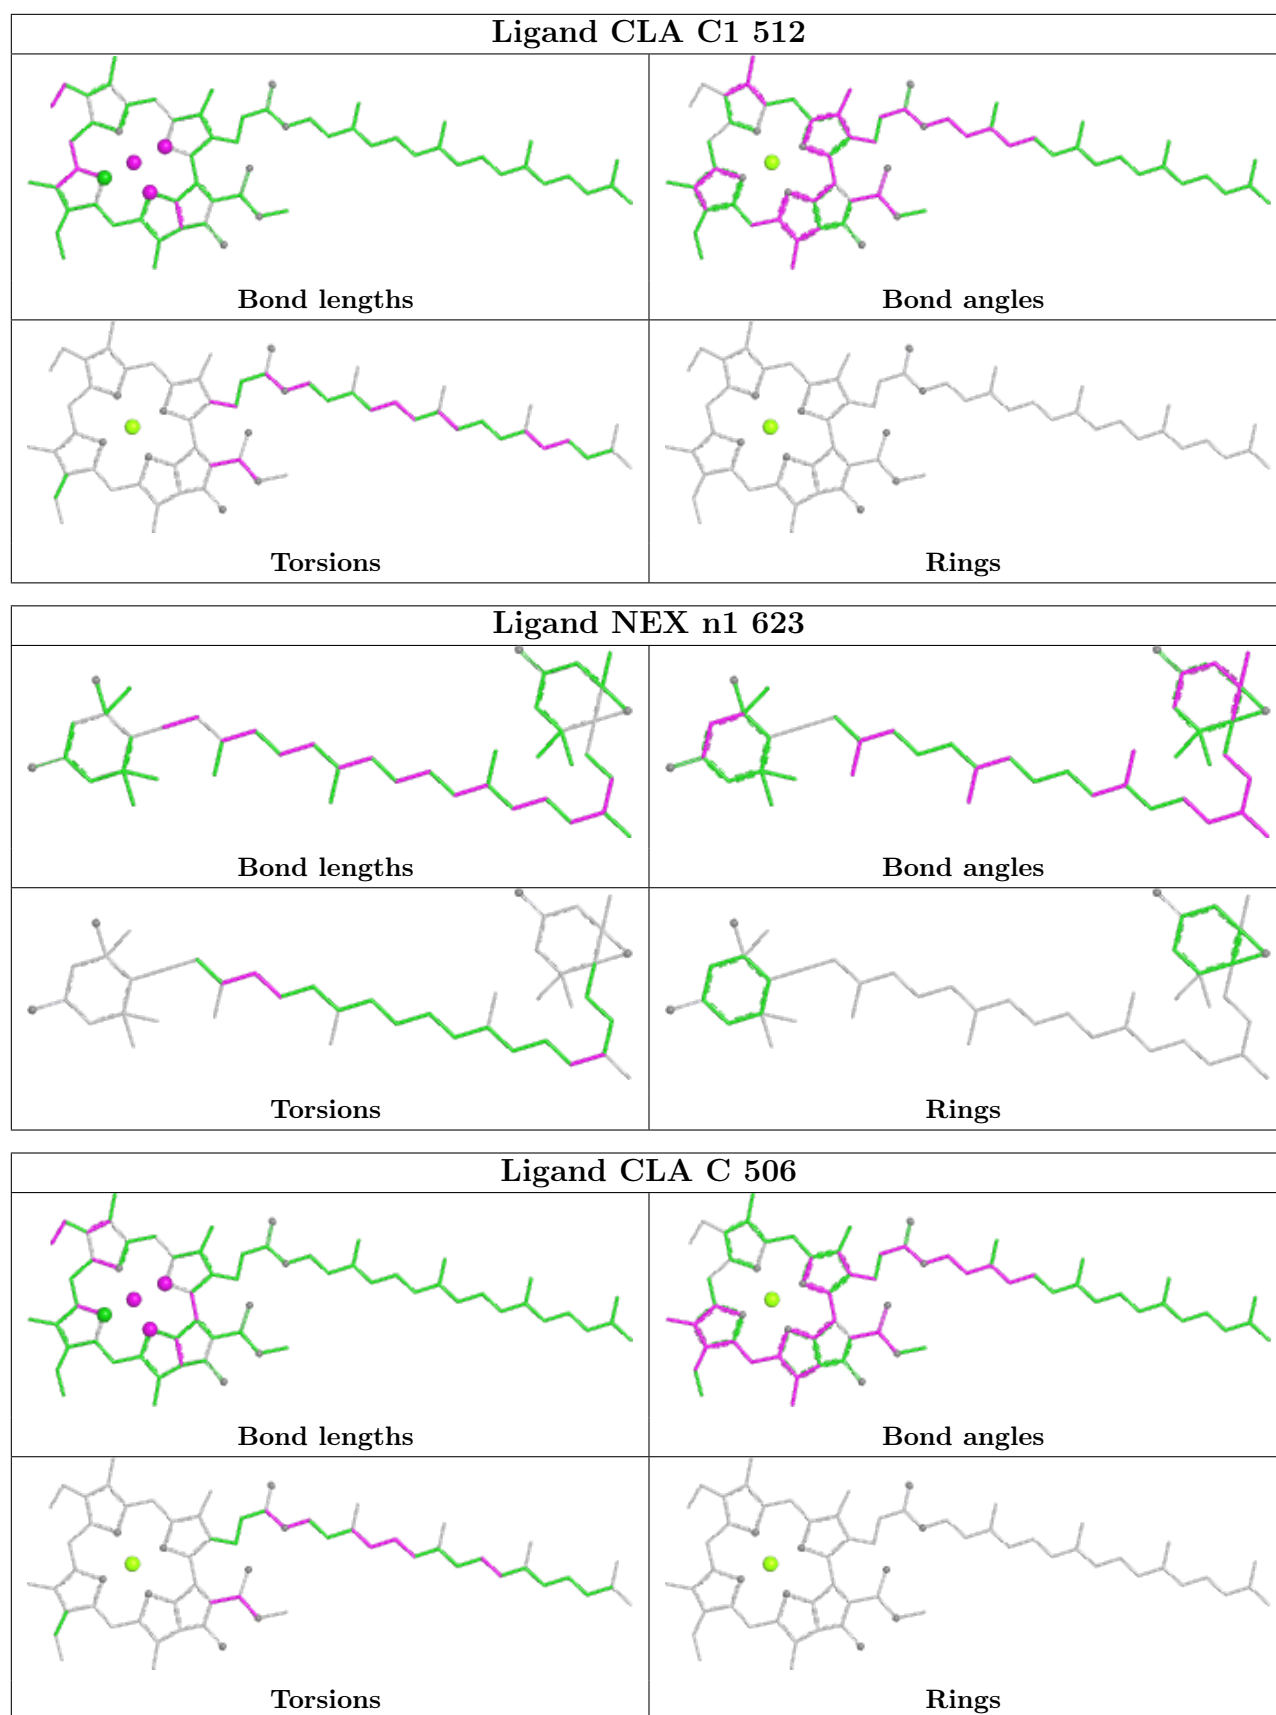 Ligand CLA C1 512
Bond lengths
Bond angles
Torsions
Rings
Ligand NEX n1 623
Bond lengths
Bond angles
Torsions
Rings
Ligand CLA C 506
Bond lengths
Bond angles
Torsions
Rings